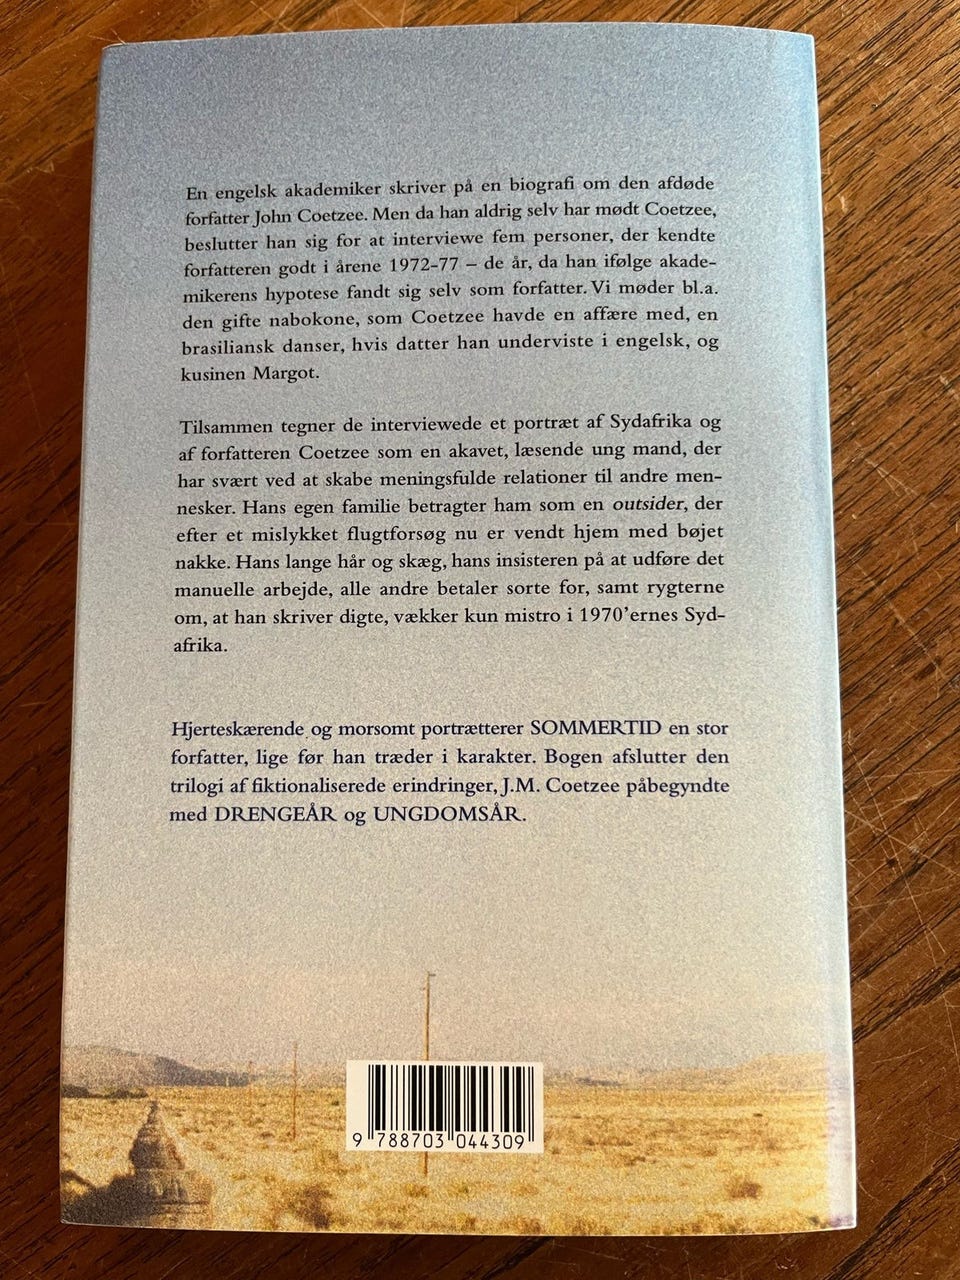 En engelsk akademiker skriver på en biografi om den afdøde
forfatter John Coetzee. Men da han aldrig selv har mødt Coetzee,
beslutter han sig for at interviewe fem personer, der kendte
forfatteren godt i årene 1972-77 – de år, da han ifølge akade-
mikerens hypotese fandt sig selv som forfatter. Vi møder bl.a.
den gifte nabokone, som Coetzee havde en affære med, en
brasiliansk danser, hvis datter han underviste i engelsk, og
kusinen Margot.
Tilsammen tegner de interviewede et portræt af Sydafrika og
af forfatteren Coetzee som en akavet, læsende ung mand, der
har svært ved at skabe meningsfulde relationer til andre men-
nesker. Hans egen familie betragter ham som en outsider, der
efter et mislykket flugtforsøg nu er vendt hjem med bøjet
nakke. Hans lange hår og skæg, hans insisteren på at udføre det
manuelle arbejde, alle andre betaler sorte for, samt rygterne
om, at han skriver digte, vækker kun mistro i 1970'ernes Syd-
afrika.
Hjerteskærende og morsomt portrætterer SOMMERTID en stor
forfatter, lige før han træder i karakter. Bogen afslutter den
trilogi af fiktionaliserede erindringer, J.M. Coetzee påbegyndte
med DRENGEÅR og UNGDOMSÅR.
9 788703 044309